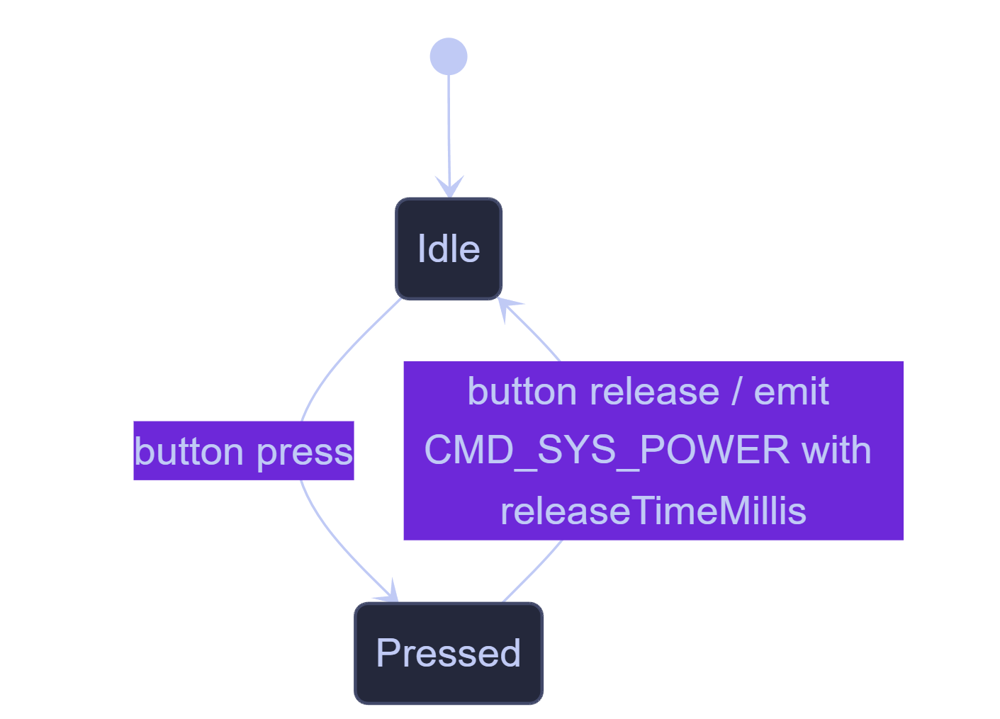 Idle
button press
button release / emit
CMD_SYS_POWER with
releaseTimeMillis
Pressed